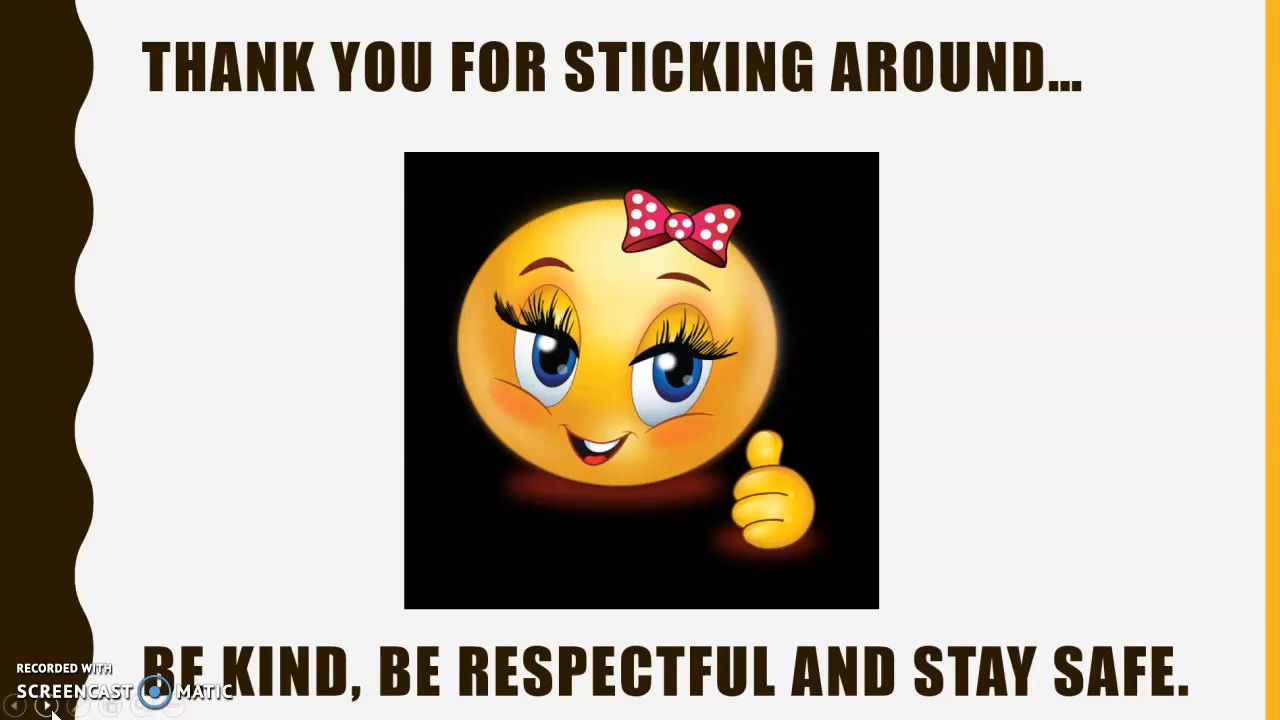 THANK YOU FOR STICKING AROUND...
BE KIND, BE RESPECTFUL AND STAY SAFE.
RECORDED WITH
SCREENCAST MATIC